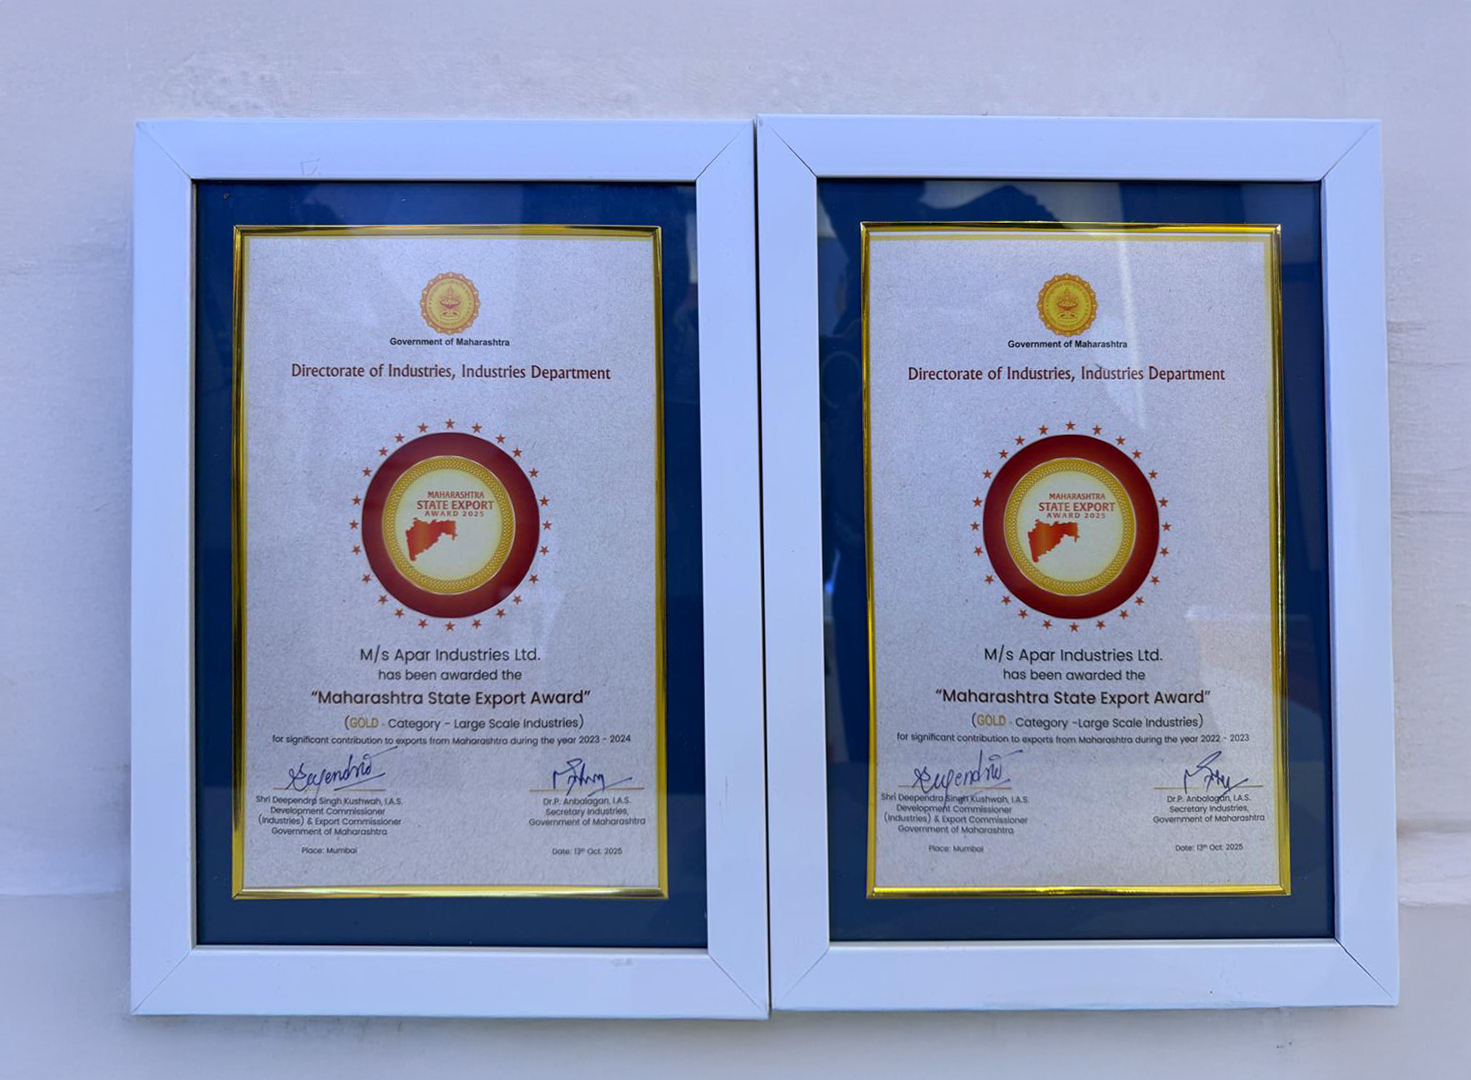 Government of Maharashtra
Directorate of Industries, Industries Department
MAHARASHTRA
STATE EXPORT
AWARD 2025
M/s Apar Industries Ltd.
has been awarded the
“Maharashtra State Export Award”
(GOLD - Category - Large Scale Industries)
for significant contribution to exports from Maharashtra during the year 2023 - 2024
Shri Deependra Singh Kushwah, I.A.S.
Development Commissioner
(Industries) & Export Commissioner
Government of Maharashtra
Place: Mumbai
Dr.P. Anbalagan, I.A.S.
Secretary Industries,
Government of Maharashtra
Date: 13th Oct. 2025
Government of Maharashtra
Directorate of Industries, Industries Department
MAHARASHTRA
STATE EXPORT
AWARD 2025
M/s Apar Industries Ltd.
has been awarded the
“Maharashtra State Export Award”
(GOLD - Category -Large Scale Industries)
for significant contribution to exports from Maharashtra during the year 2022 - 2023
Shri Deependra Singh Kushwah, I.A.S.
Development Commissioner
(Industries) & Export Commissioner
Government of Maharashtra
Place: Mumbai
Dr.P. Anbalagan, I.A.S.
Secretary Industries,
Government of Maharashtra
Date: 13th Oct. 2025